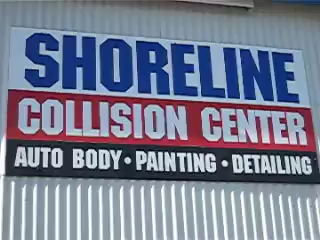 SHORELINE
COLLISION CENTER
AUTO BODY • PAINTING • DETAILING